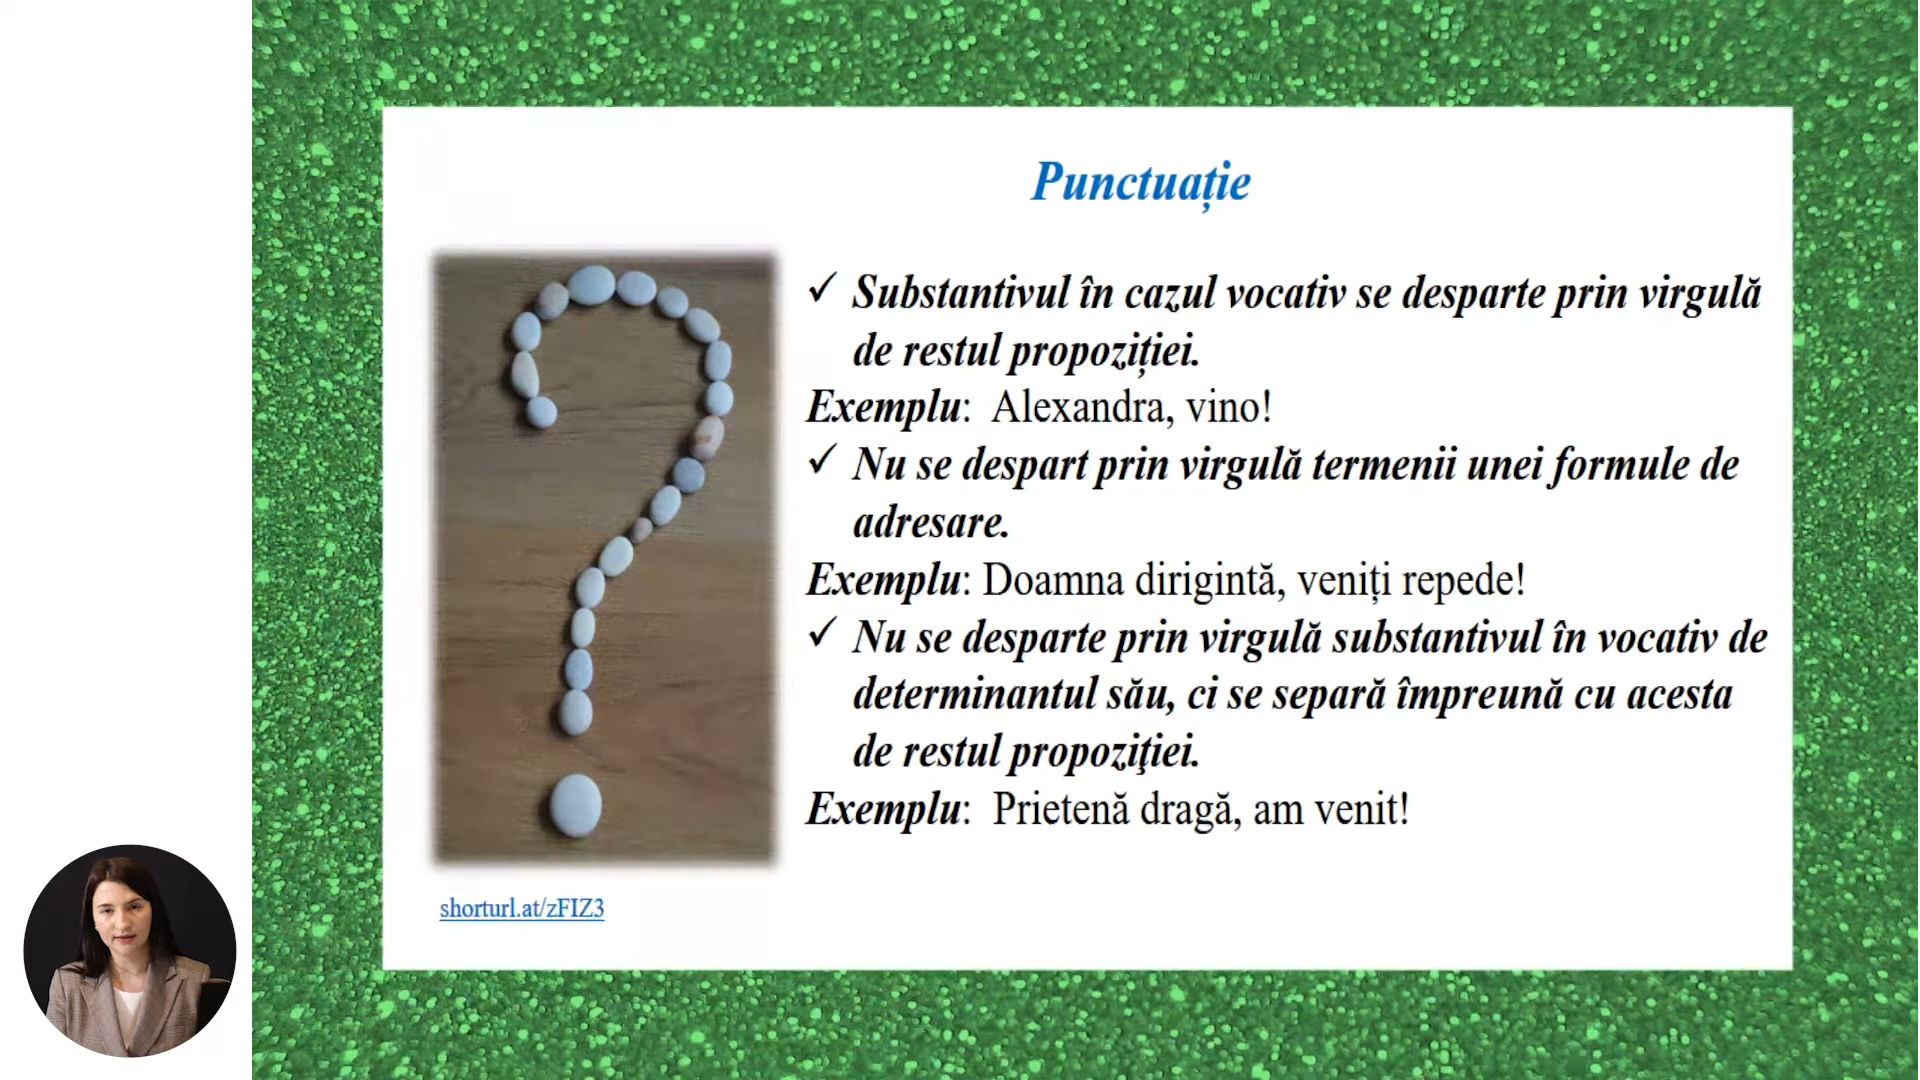 Punctuație
✓ Substantivul în cazul vocativ se desparte prin virgulă
de restul propoziției.
Exemplu: Alexandra, vino!
✓ Nu se despart prin virgulă termenii unei formule de
adresare.
Exemplu: Doamna dirigintă, veniți repede!
✓ Nu se desparte prin virgulă substantivul în vocativ de
determinantul său, ci se separă împreună cu acesta
de restul propoziţiei.
Exemplu: Prietenă dragă, am venit!
shorturl.at/zFIZ3